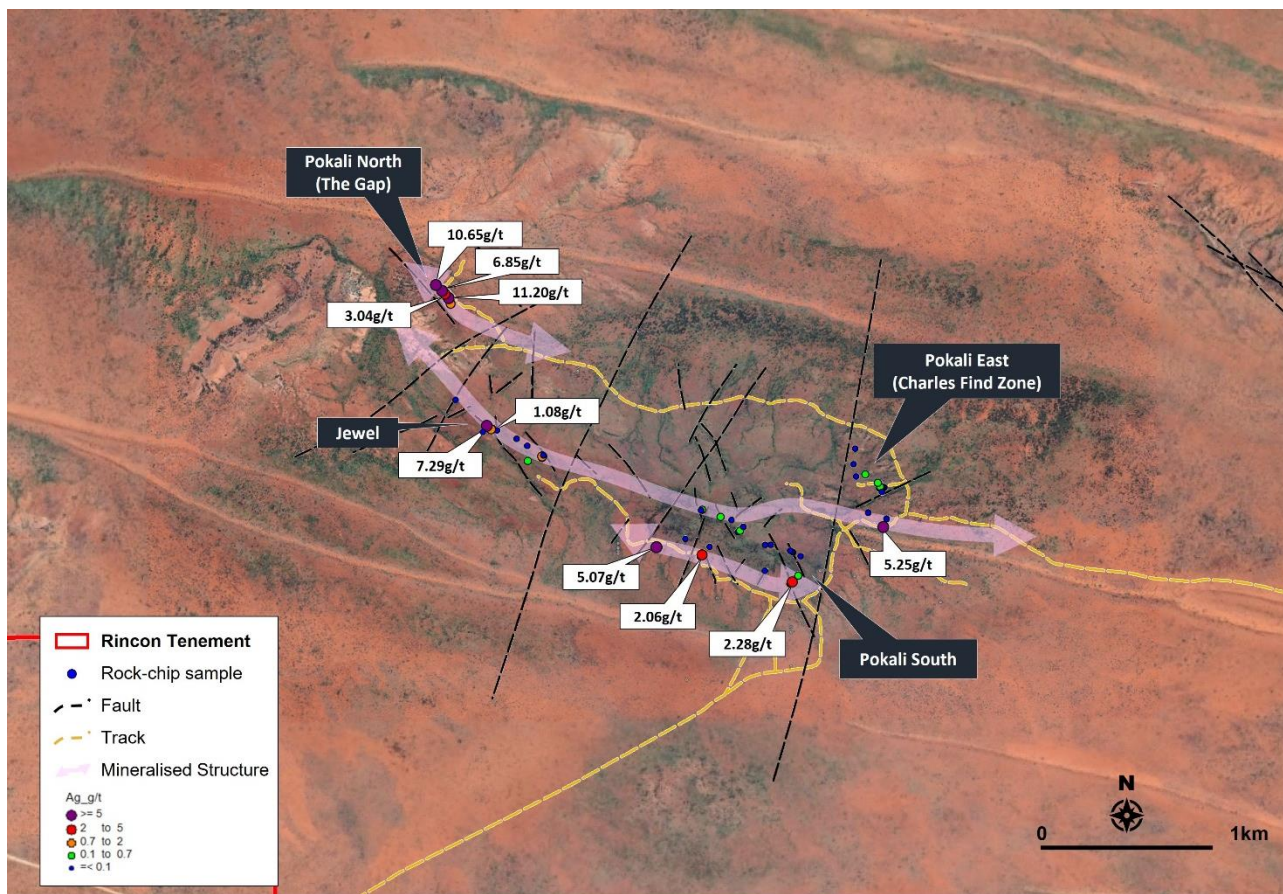 Pokali North
(The Gap)
10.65g/t
6.85g/t
11.20g/t
3.04g/t
Pokali East
(Charles Find Zone)
1.08g/t
Jewel
7.29g/t
5.25g/t
5.07g/t
2.06g/t
2.28g/t
Pokali South
Rincon Tenement
Rock-chip sample
Fault
Track
Mineralised Structure
Ag_g/t
>= 5
2 to 5
0.7 to 2
0.1 to 0.7
=< 0.1
N
0 1km